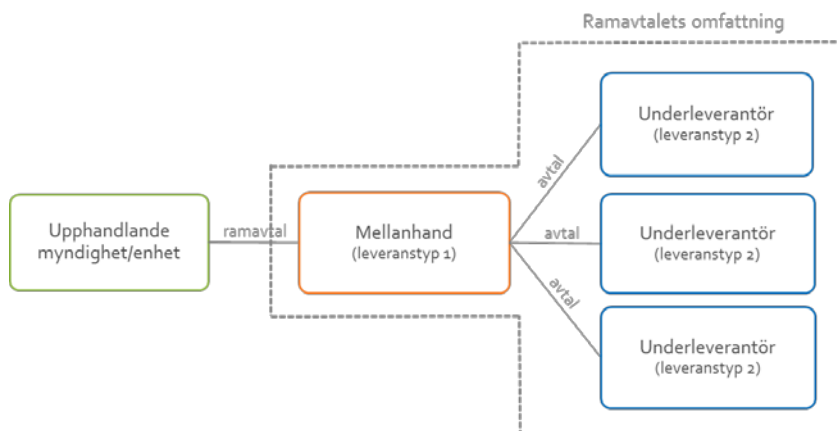 Ramavtalets omfattning
Underleverantör
(leveranstyp 2)
avtal
Upphandlande
myndighet/enhet
ramavtal
Mellanhand
(leveranstyp 1)
avtal
Underleverantör
(leveranstyp 2)
avtal
Underleverantör
(leveranstyp 2)